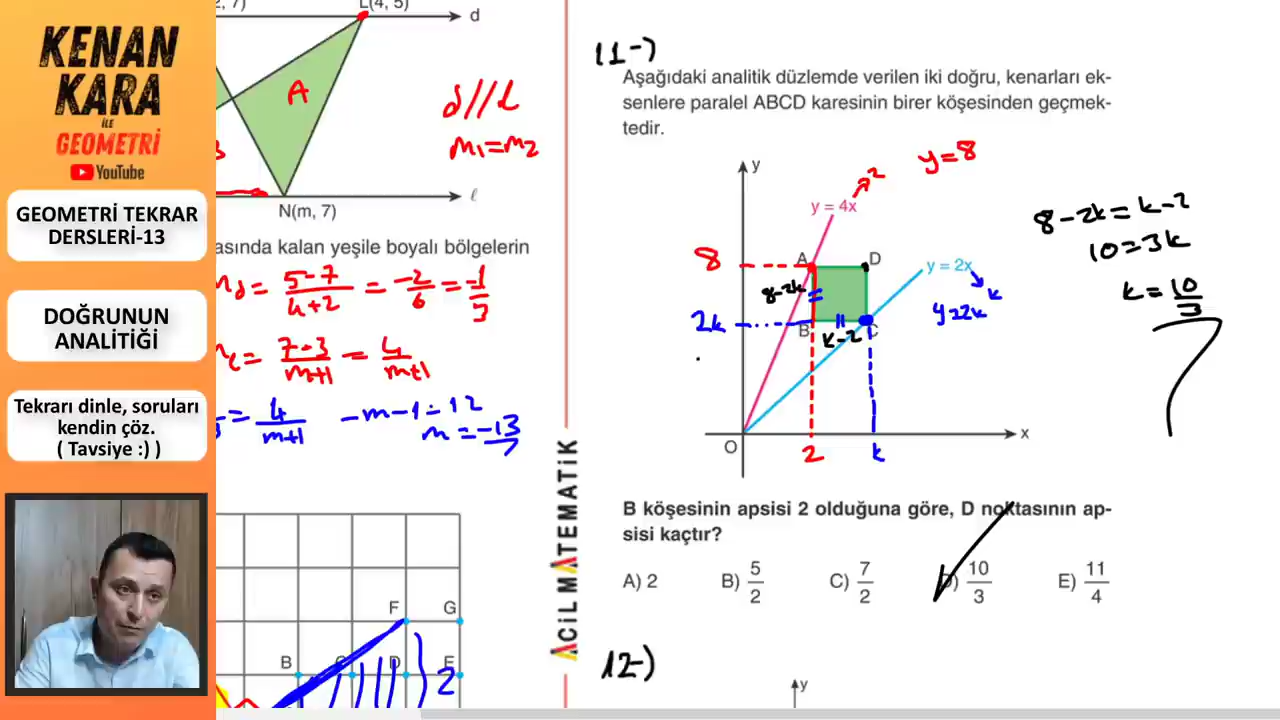 KENAN
KARA
İLE
GEOMETRİ
YouTube
GEOMETRİ TEKRAR
DERSLERİ-13
DOĞRUNUN
ANALİTİĞİ
Tekrarı dinle, soruları
kendin çöz.
( Tavsiye :) )
, 7)
L(4, 5)
d
A
d//l
m1=m2
ℓ
N(m, 7)
asında kalan yeşile boyalı bölgelerin
= 5-7 / 4+2 = -2/6 = -1/3
= 7-3 / m+1 = 4 / m+1
= 4 / m+1
-m-1=12
m=-13
F
G
B
C
D
E
2
ACİL MATEMATİK
11-)
Aşağıdaki analitik düzlemde verilen iki doğru, kenarları ek-
senlere paralel ABCD karesinin birer köşesinden geçmek-
tedir.
y
y=8
2
y = 4x
8
A
D
y = 2x
k
y=2k
8-2k
2k
B
C
k-2
O
2
k
x
8-2k=k-2
10=3k
k=10/3
B köşesinin apsisi 2 olduğuna göre, D noktasının ap-
sisi kaçtır?
A) 2 B) 5/2 C) 7/2 D) 10/3 E) 11/4
12-)
y